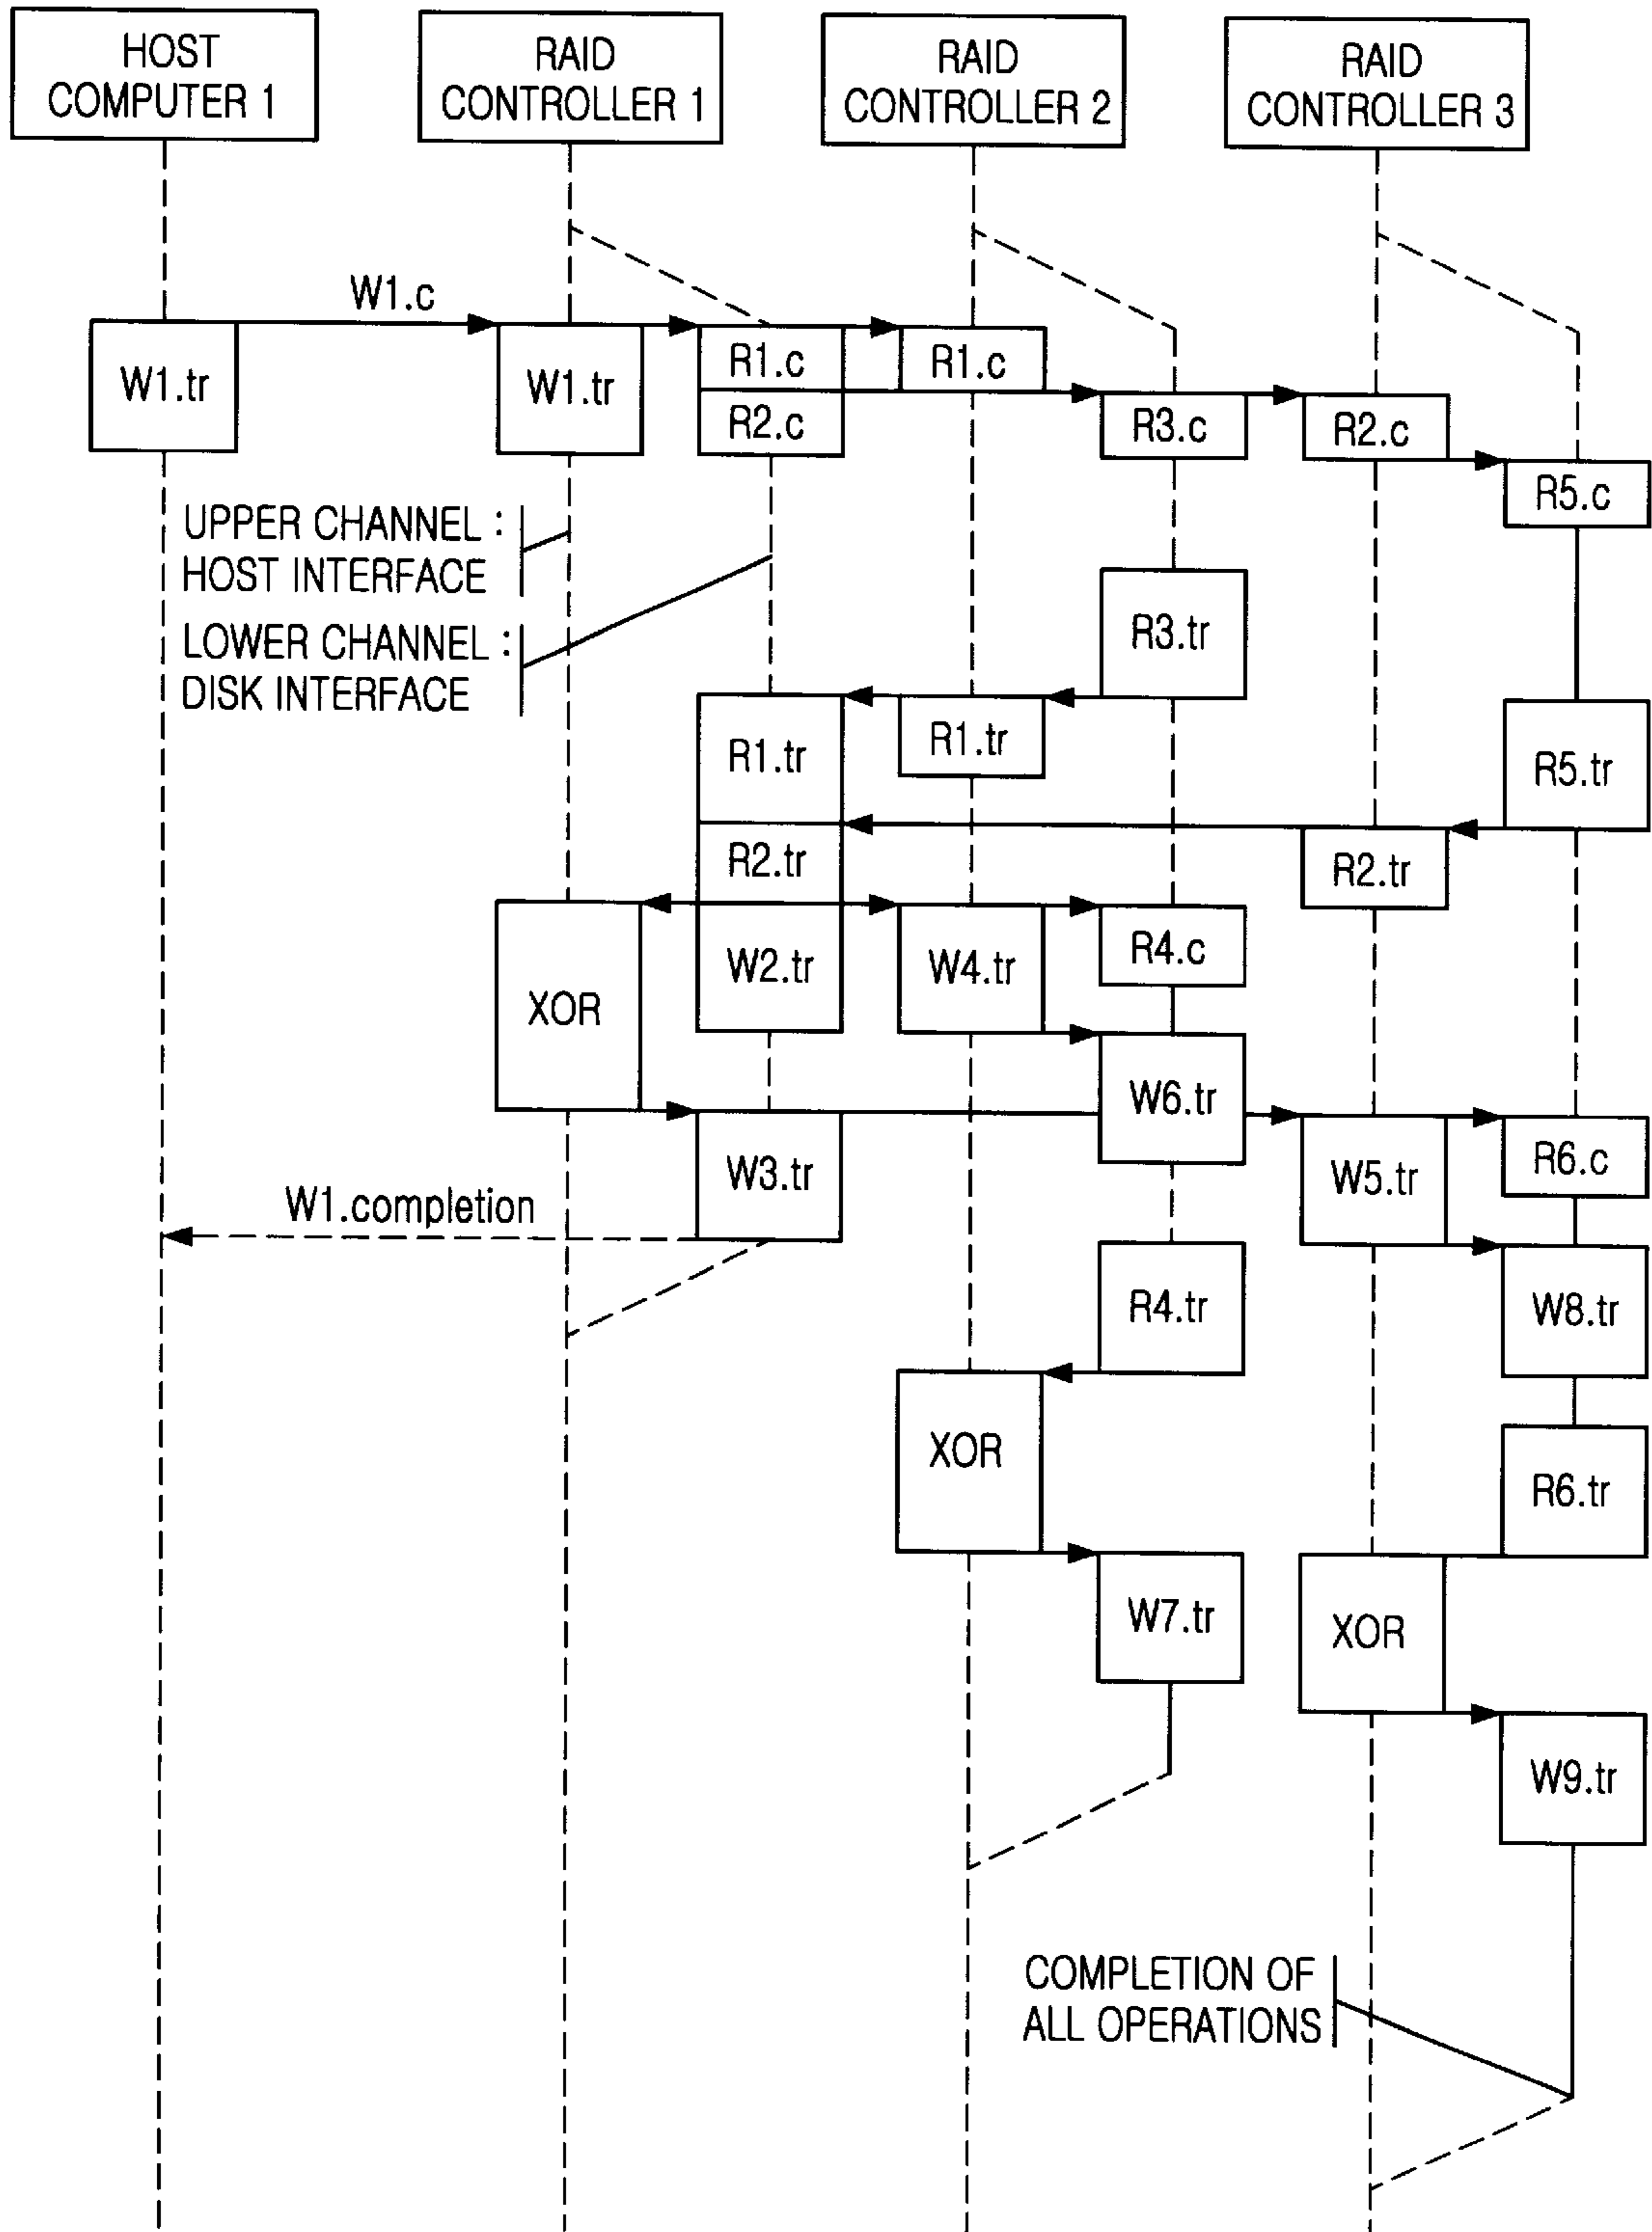 HOST
COMPUTER 1
RAID
CONTROLLER 1
RAID
CONTROLLER 2
RAID
CONTROLLER 3
W1.c
W1.tr
W1.tr
R1.c
R1.c
R2.c
R3.c
R2.c
R5.c
UPPER CHANNEL :
HOST INTERFACE
LOWER CHANNEL :
DISK INTERFACE
R3.tr
R1.tr
R1.tr
R5.tr
R2.tr
R2.tr
XOR
W2.tr
W4.tr
R4.c
W6.tr
W3.tr
W5.tr
R6.c
W1.completion
R4.tr
W8.tr
XOR
R6.tr
W7.tr
XOR
W9.tr
COMPLETION OF
ALL OPERATIONS